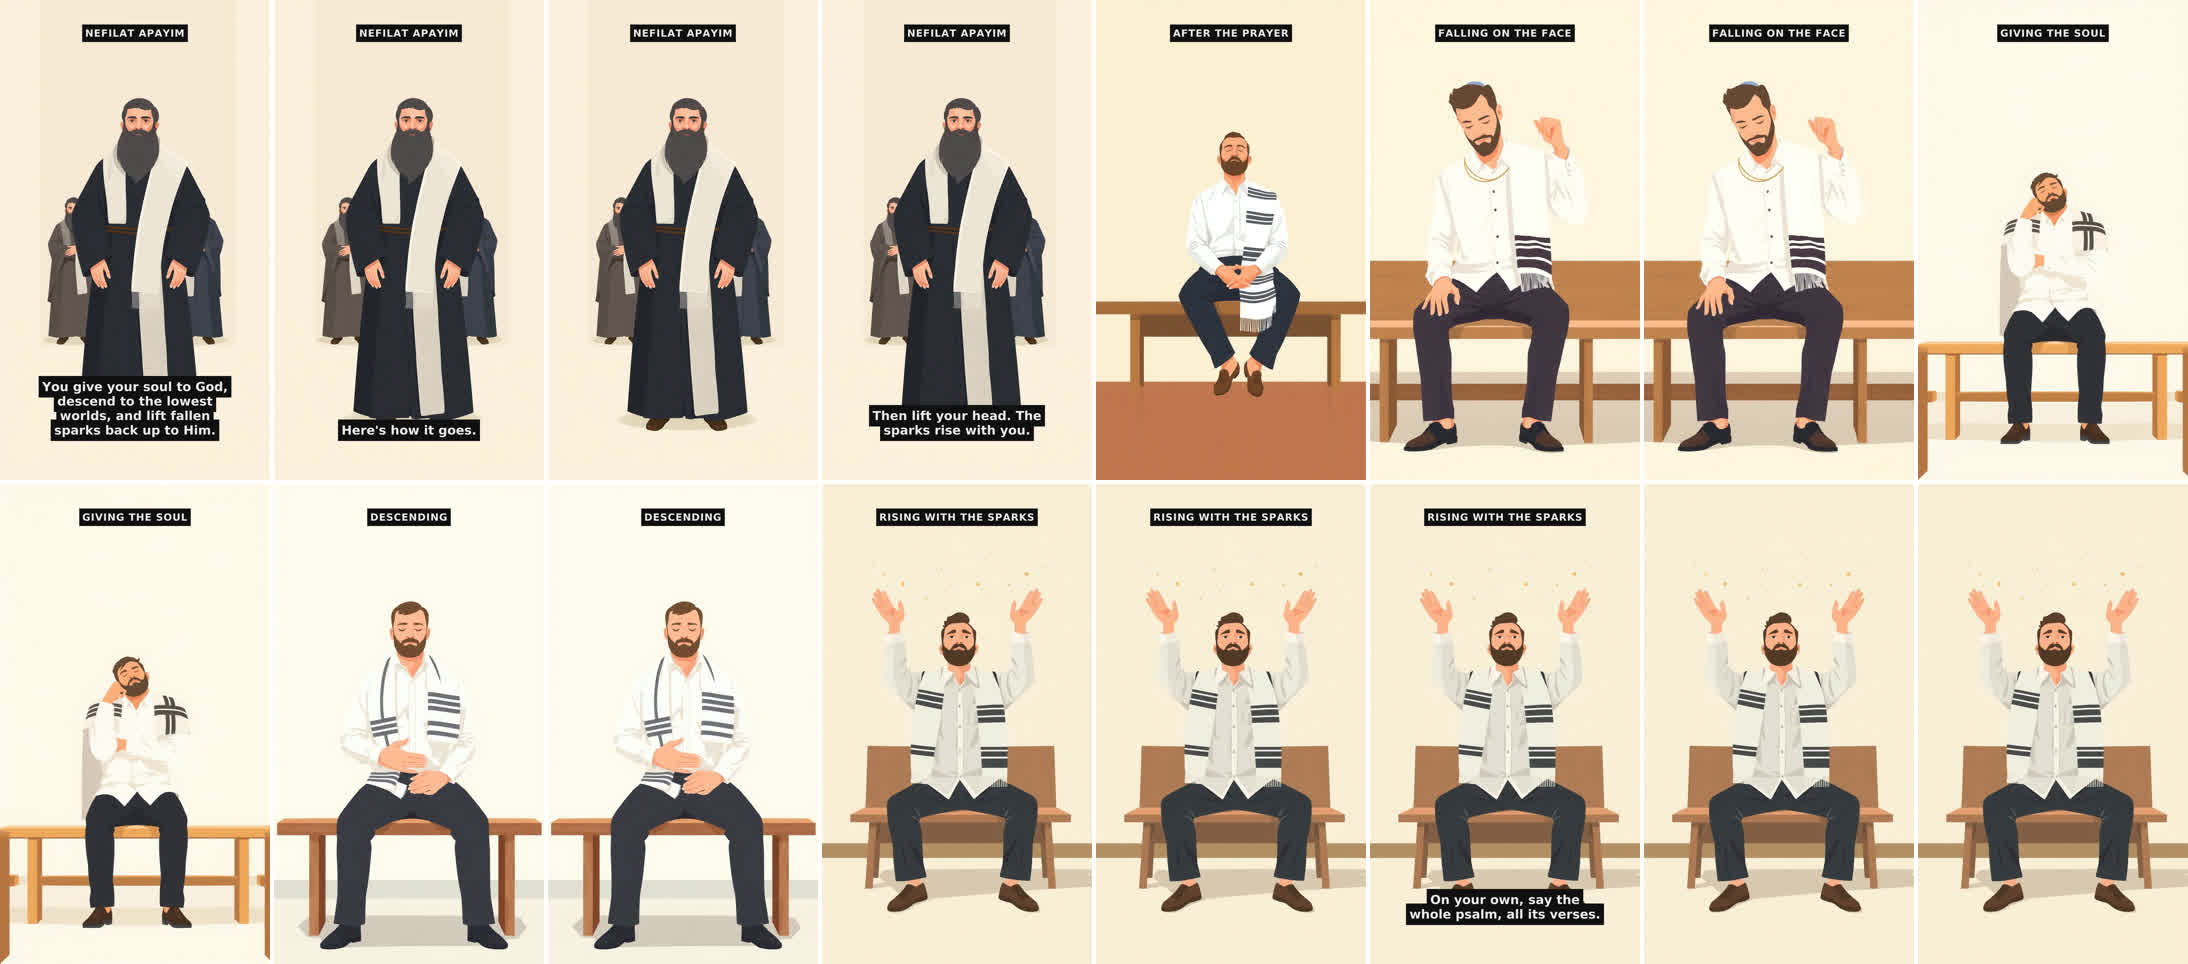 NEFILAT APAYIM
You give your soul to God,
descend to the lowest
worlds, and lift fallen
sparks back up to Him.
NEFILAT APAYIM
Here's how it goes.
NEFILAT APAYIM
NEFILAT APAYIM
Then lift your head. The
sparks rise with you.
AFTER THE PRAYER
FALLING ON THE FACE
FALLING ON THE FACE
GIVING THE SOUL
GIVING THE SOUL
DESCENDING
DESCENDING
RISING WITH THE SPARKS
RISING WITH THE SPARKS
RISING WITH THE SPARKS
On your own, say the
whole psalm, all its verses.